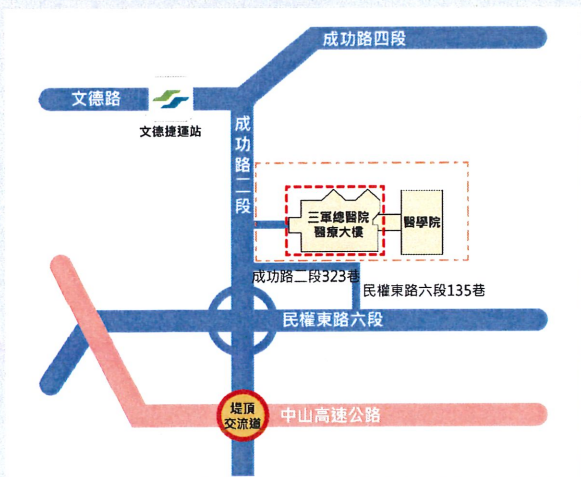 成功路四段
文德路
文德捷運站
成功路二段
三軍總醫院
醫療大樓
醫學院
成功路二段323巷
民權東路六段135巷
民權東路六段
堤頂
交流道
中山高速公路